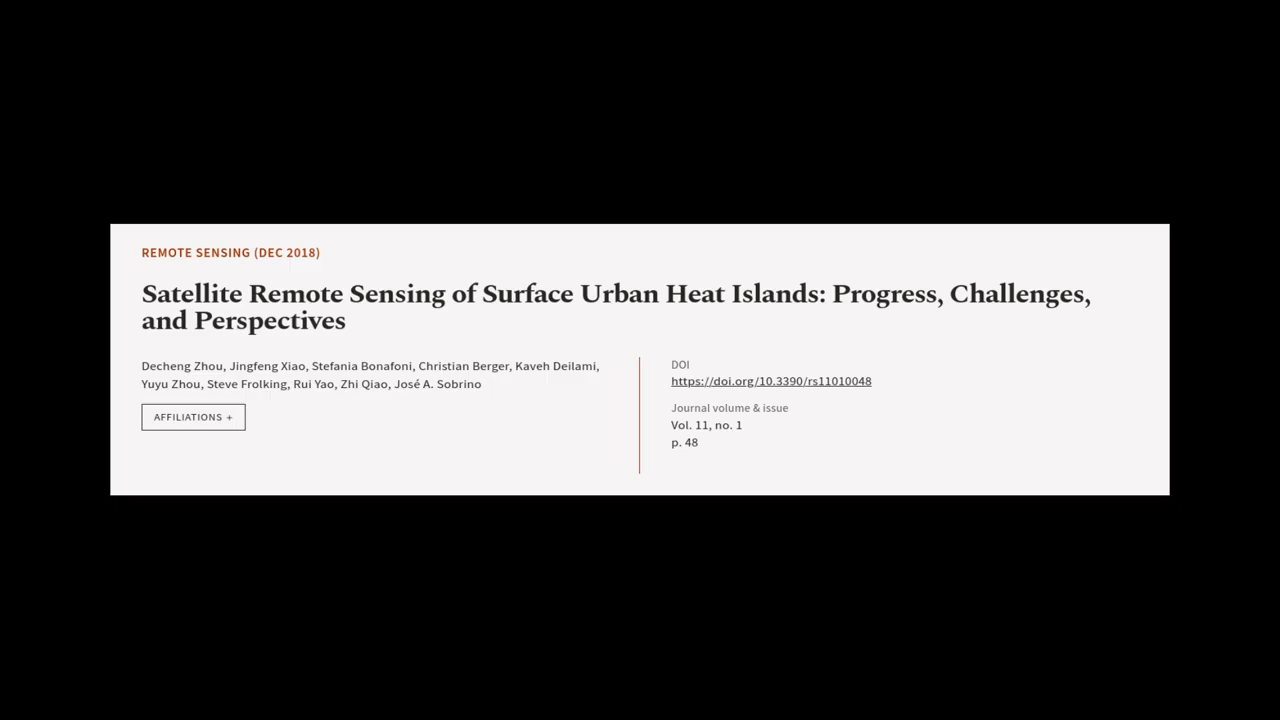 REMOTE SENSING (DEC 2018)
Satellite Remote Sensing of Surface Urban Heat Islands: Progress, Challenges,
and Perspectives
Decheng Zhou, Jingfeng Xiao, Stefania Bonafoni, Christian Berger, Kaveh Deilami,
Yuyu Zhou, Steve Frolking, Rui Yao, Zhi Qiao, José A. Sobrino
AFFILIATIONS +
DOI
https://doi.org/10.3390/rs11010048
Journal volume & issue
Vol. 11, no. 1
p. 48